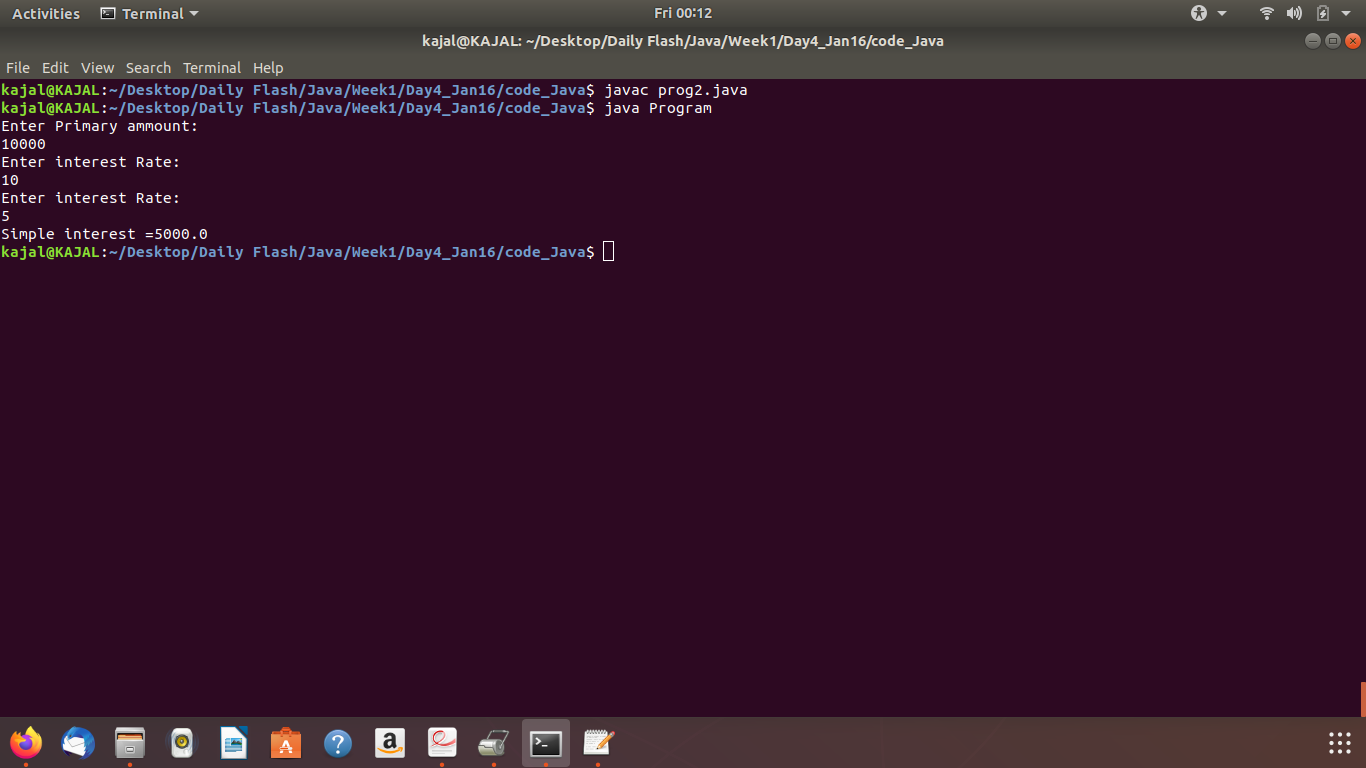 Activities Terminal Fri 00:12
kajal@KAJAL: ~/Desktop/Daily Flash/Java/Week1/Day4_Jan16/code_Java
File Edit View Search Terminal Help
kajal@KAJAL:~/Desktop/Daily Flash/Java/Week1/Day4_Jan16/code_Java$ javac prog2.java
kajal@KAJAL:~/Desktop/Daily Flash/Java/Week1/Day4_Jan16/code_Java$ java Program
Enter Primary ammount:
10000
Enter interest Rate:
10
Enter interest Rate:
5
Simple interest =5000.0
kajal@KAJAL:~/Desktop/Daily Flash/Java/Week1/Day4_Jan16/code_Java$